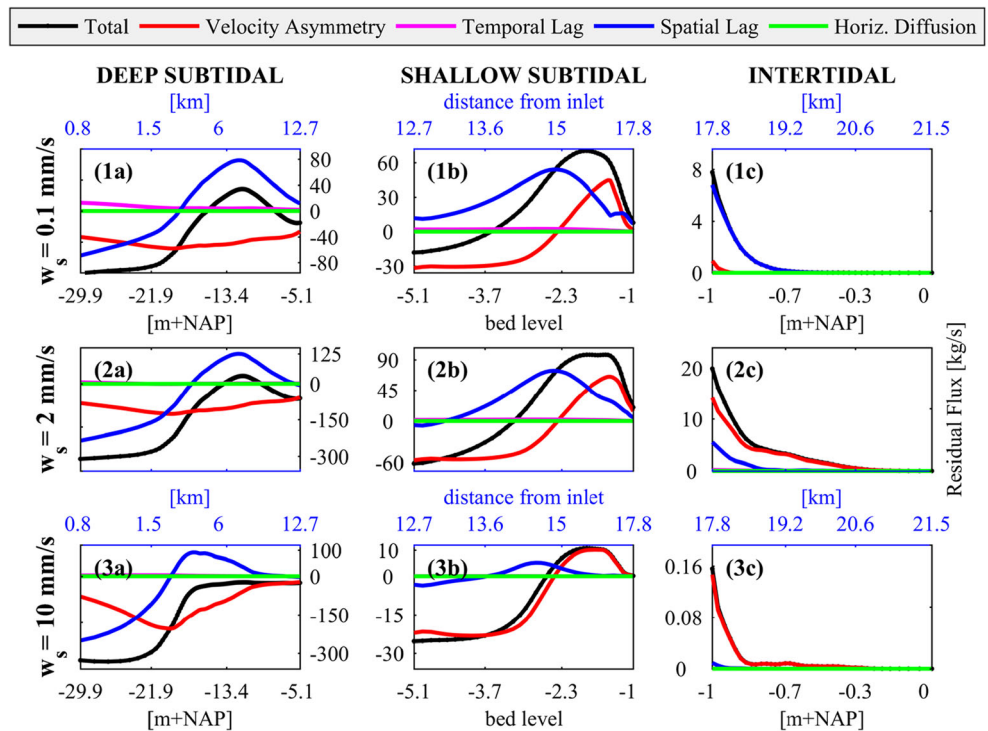 Total Velocity Asymmetry Temporal Lag Spatial Lag Horiz. Diffusion
DEEP SUBTIDAL SHALLOW SUBTIDAL INTERTIDAL
[km] distance from inlet [km]
0.8 1.5 6 12.7 12.7 13.6 15 17.8 17.8 19.2 20.6 21.5
w_s = 0.1 mm/s
(1a) 80 40 0 -40 -80
(1b) 60 30 0 -30
(1c) 8 4 0
-29.9 -21.9 -13.4 -5.1 -5.1 -3.7 -2.3 -1 -1 -0.7 -0.3 0
[m+NAP] bed level [m+NAP]
w_s = 2 mm/s
(2a) 125 0 -150 -300
(2b) 90 45 0 -60
(2c) 20 10 0
Residual Flux [kg/s]
[km] distance from inlet [km]
0.8 1.5 6 12.7 12.7 13.6 15 17.8 17.8 19.2 20.6 21.5
w_s = 10 mm/s
(3a) 100 0 -150 -300
(3b) 10 0 -15 -30
(3c) 0.16 0.08 0
-29.9 -21.9 -13.4 -5.1 -5.1 -3.7 -2.3 -1 -1 -0.7 -0.3 0
[m+NAP] bed level [m+NAP]